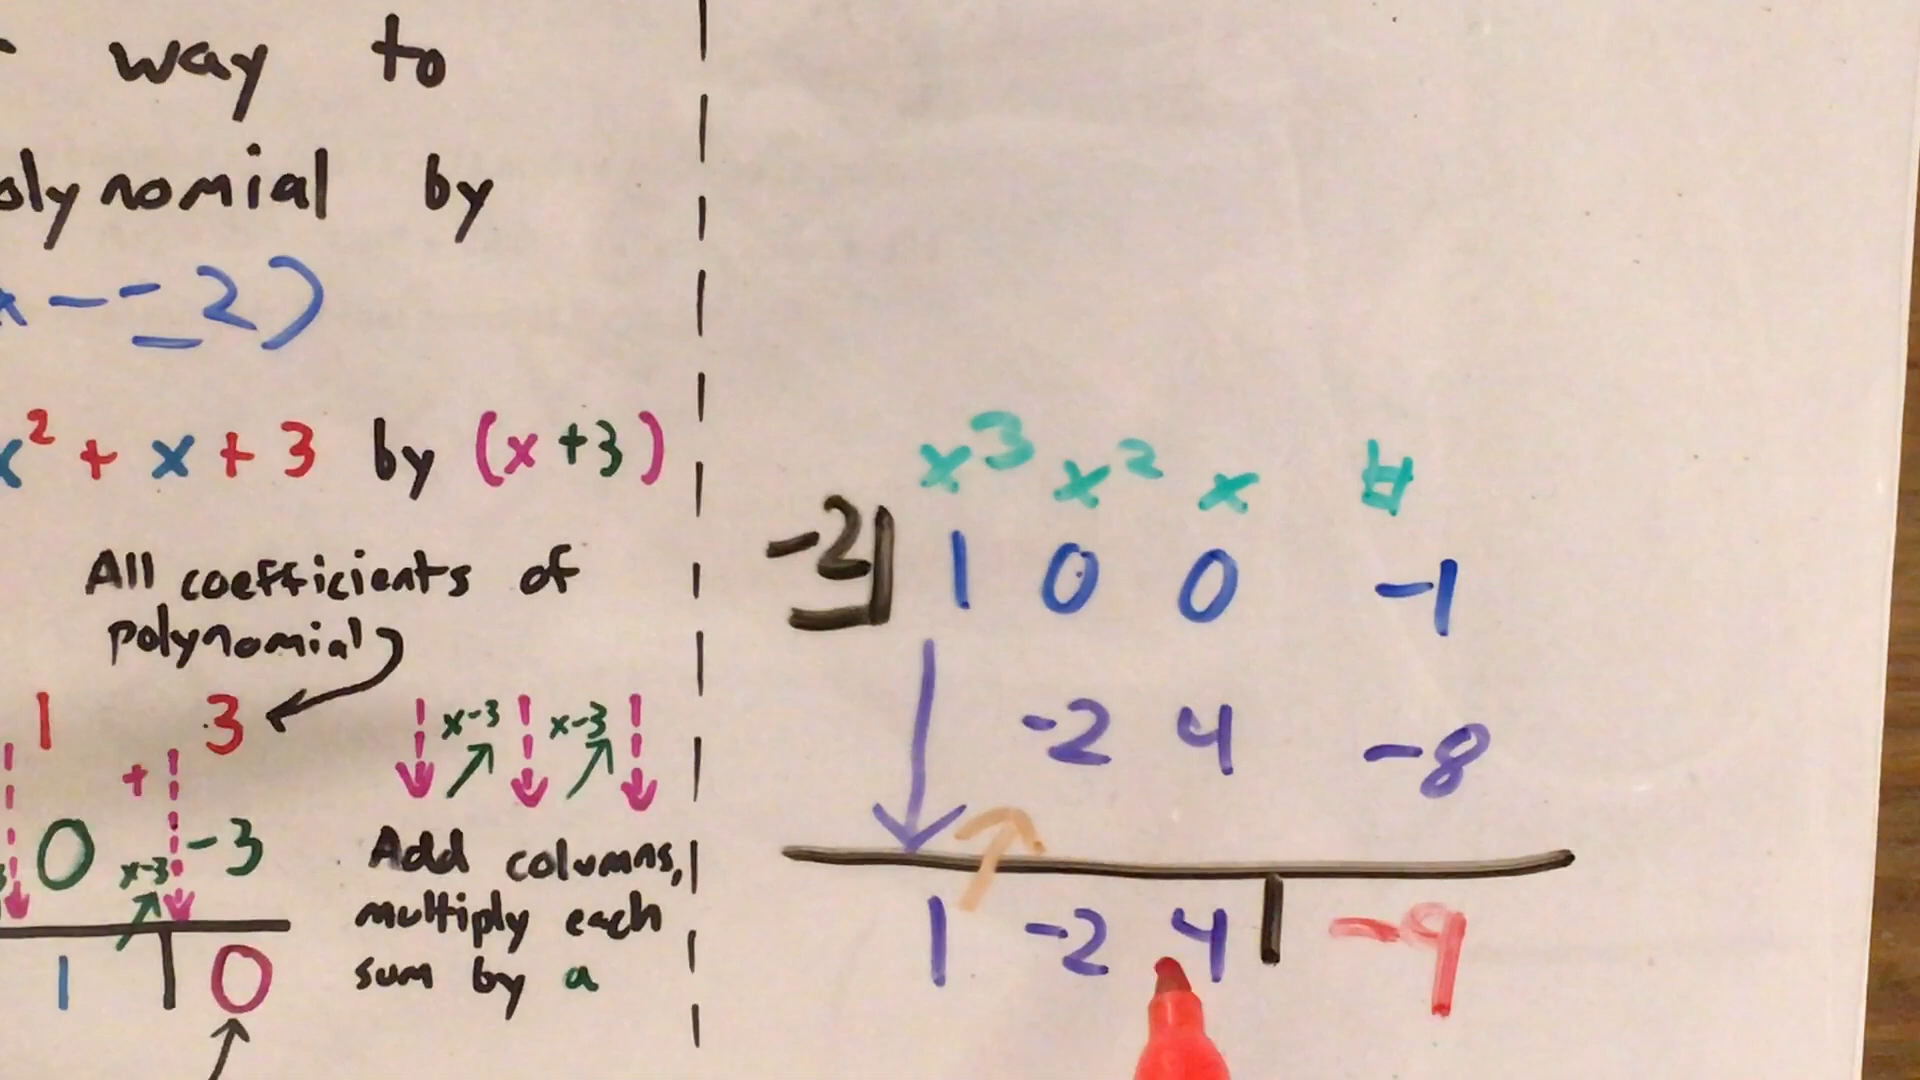 way to
olynomial by
--2)
x² + x + 3 by (x+3)
All coefficients of
polynomial
1 3
+
0 x-3 -3
1 0
x-3 x-3
Add columns,
multiply each
sum by a
x³ x² x #
-2 1 0 0 -1
-2 4 -8
1 -2 4 -9